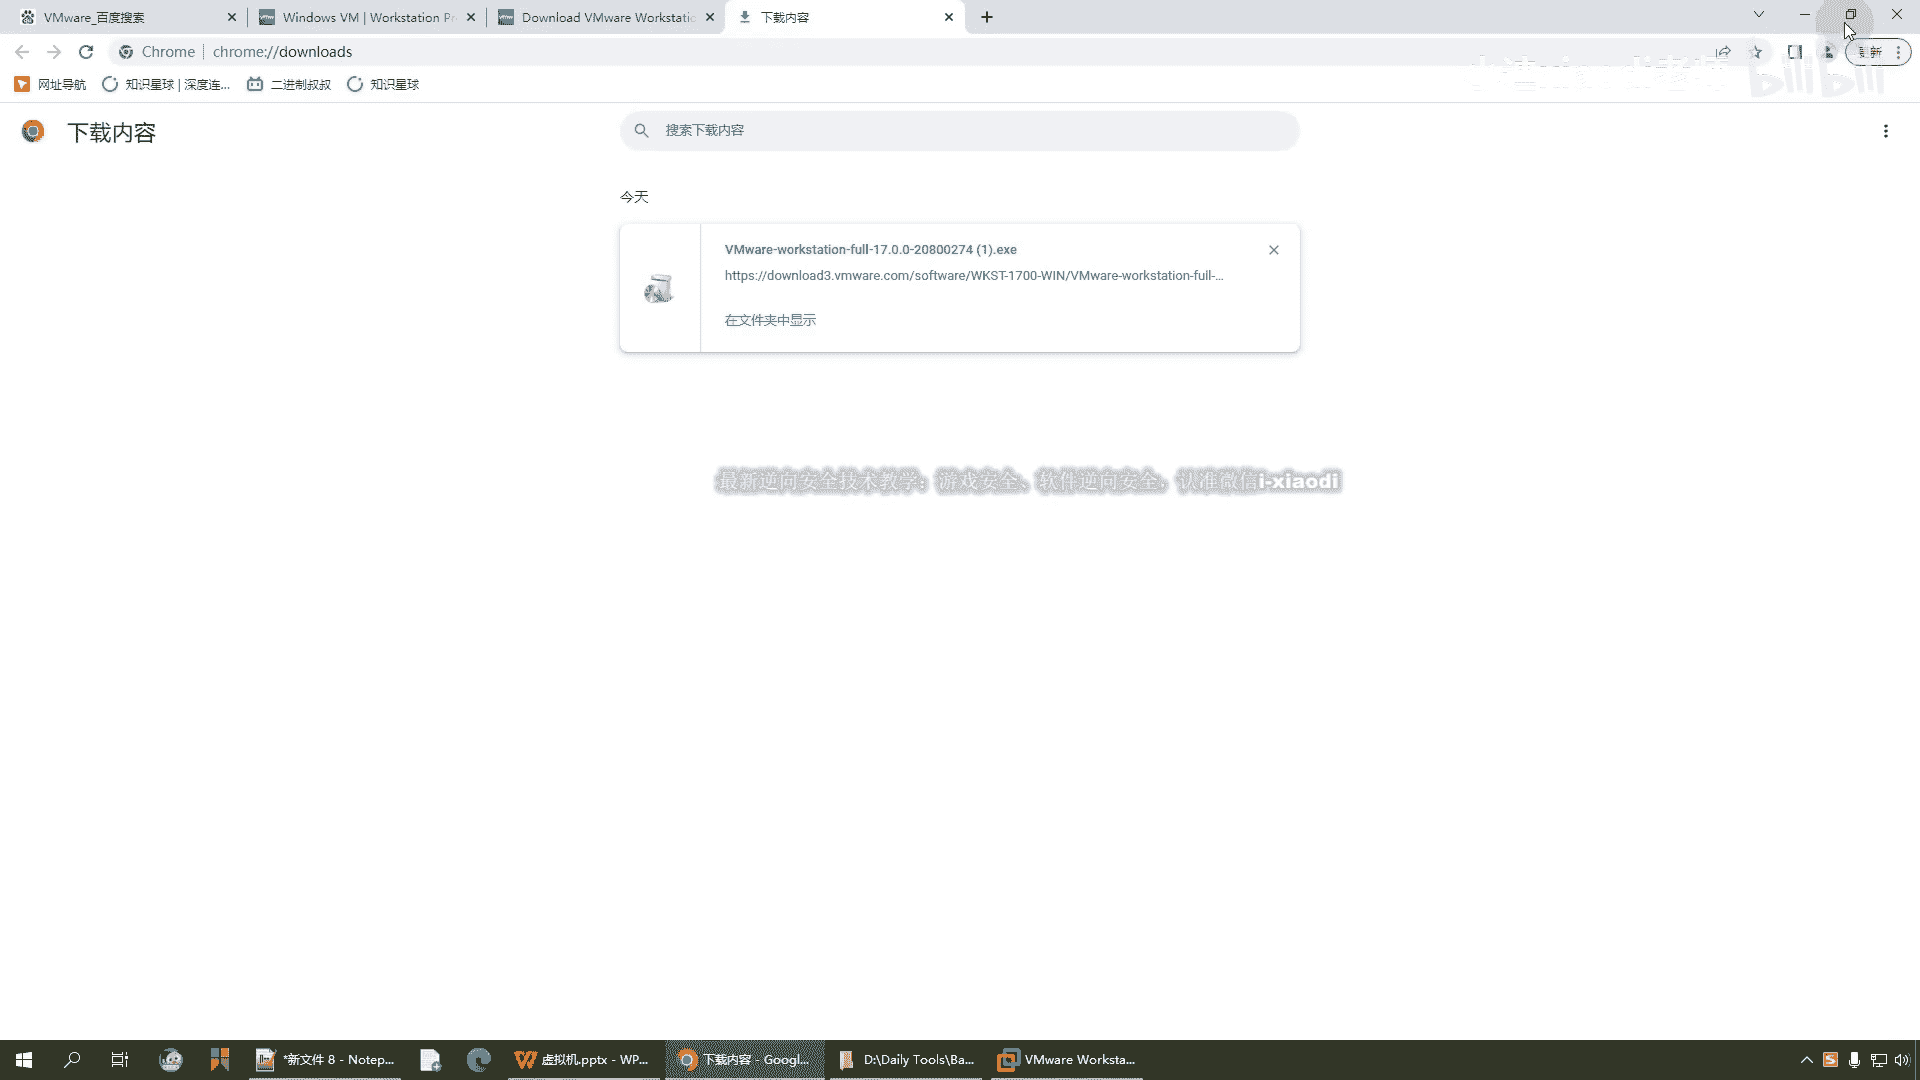 VMware_百度搜索
Windows VM | Workstation Pr
Download VMware Workstatio
下载内容
Chrome
chrome://downloads
更新
网址导航
知识星球 | 深度连...
二进制叔叔
知识星球
下载内容
搜索下载内容
今天
VMware-workstation-full-17.0.0-20800274 (1).exe
https://download3.vmware.com/software/WKST-1700-WIN/VMware-workstation-full-...
在文件夹中显示
最新逆向安全技术教学：游戏安全、软件逆向安全，认准微信i-xiaodi
*新文件 8 - Notep...
虚拟机.pptx - WP...
下载内容 - Googl...
D:\Daily Tools\Ba...
VMware Worksta...